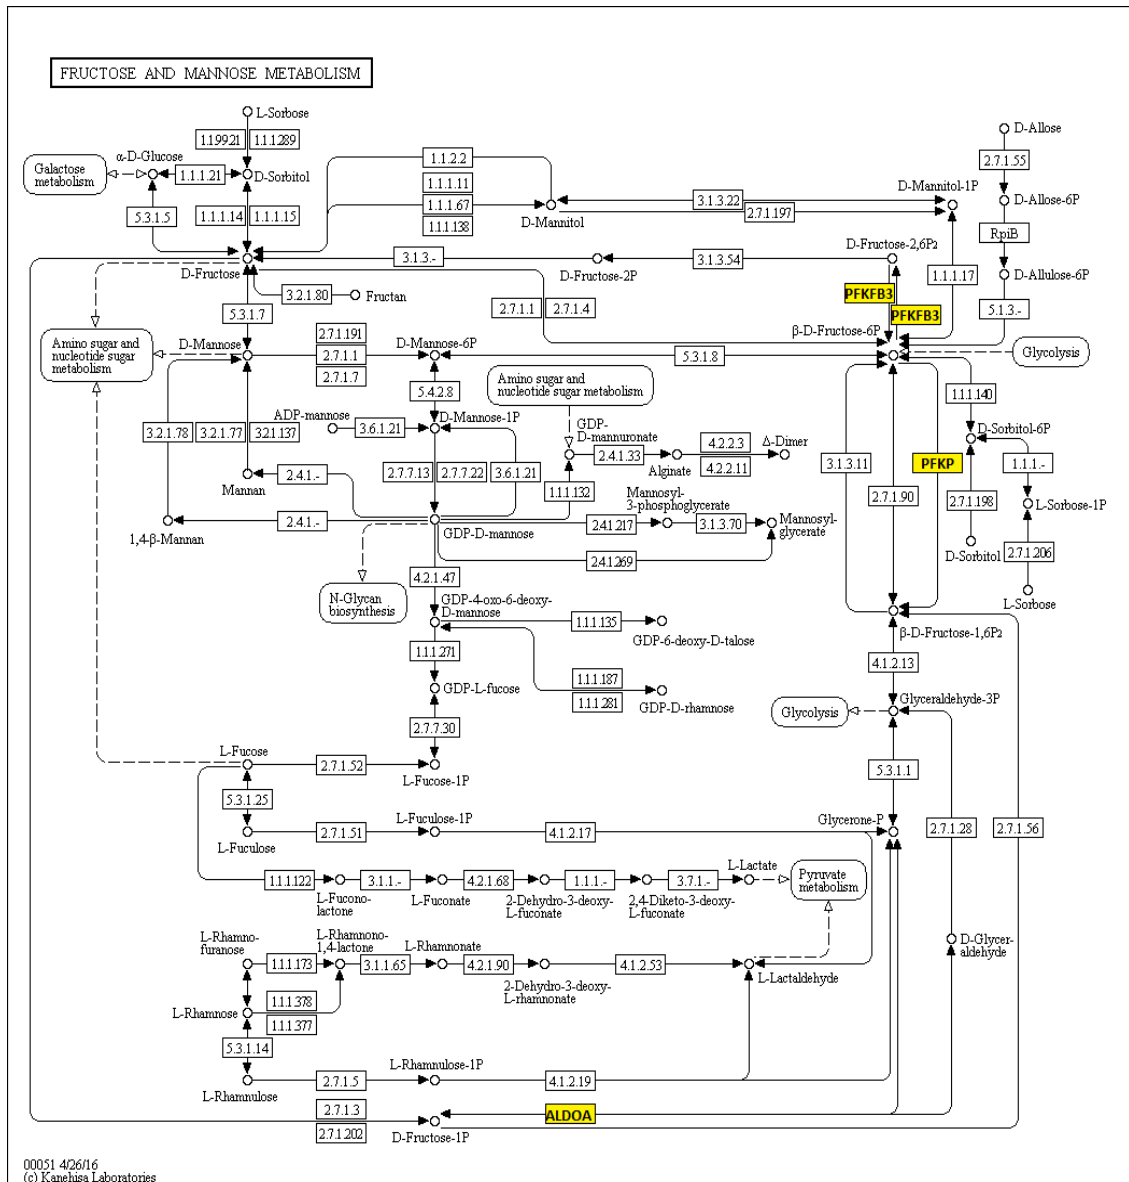 FRUCTOSE AND MANNOSE METABOLISM
L-Sorbose
1.1.99.21
1.1.1.289
Galactose
metabolism
α-D-Glucose
1.1.1.21
D-Sorbitol
5.3.1.5
1.1.1.14
1.1.1.15
1.1.2.2
1.1.1.11
1.1.1.67
1.1.1.138
D-Mannitol
3.1.3.22
2.7.1.197
D-Mannitol-1P
D-Allose
2.7.1.55
D-Allose-6P
RpiB
D-Allulose-6P
5.1.3.-
1.1.1.17
D-Fructose
3.1.3.-
D-Fructose-2P
3.1.3.54
D-Fructose-2,6P2
PFKFB3
PFKFB3
β-D-Fructose-6P
3.2.1.80
Fructan
2.7.1.1
2.7.1.4
5.3.1.7
Amino sugar and
nucleotide sugar
metabolism
D-Mannose
2.7.1.191
2.7.1.1
2.7.1.7
D-Mannose-6P
5.3.1.8
Glycolysis
5.4.2.8
Amino sugar and
nucleotide sugar metabolism
1.1.1.140
D-Sorbitol-6P
ADP-mannose
3.6.1.21
D-Mannose-1P
GDP-
D-mannuronate
2.4.1.33
Alginate
4.2.2.3
4.2.2.11
Δ-Dimer
3.2.1.78
3.2.1.77
3.2.1.137
2.7.7.13
2.7.7.22
3.6.1.21
3.1.3.11
PFKP
1.1.1.-
Mannan
2.4.1.-
1.1.1.132
2.7.1.90
2.7.1.198
L-Sorbose-1P
Mannosyl-
3-phosphoglycerate
2.4.1.-
1,4-β-Mannan
GDP-D-mannose
2.4.1.217
3.1.3.70
Mannosyl-
glycerate
2.4.1.269
D-Sorbitol
2.7.1.206
L-Sorbose
4.2.1.47
N-Glycan
biosynthesis
GDP-4-oxo-6-deoxy-
D-mannose
1.1.1.135
GDP-6-deoxy-D-talose
β-D-Fructose-1,6P2
1.1.1.271
4.1.2.13
GDP-L-fucose
1.1.1.187
1.1.1.281
GDP-D-rhamnose
Glyceraldehyde-3P
Glycolysis
2.7.7.30
L-Fucose
2.7.1.52
L-Fucose-1P
5.3.1.1
5.3.1.25
L-Fuculose
2.7.1.51
L-Fuculose-1P
4.1.2.17
Glycerone-P
2.7.1.28
2.7.1.56
1.1.1.122
L-Fucono-
lactone
3.1.1.-
L-Fuconate
4.2.1.68
2-Dehydro-3-deoxy-
L-fuconate
1.1.1.-
2,4-Diketo-3-deoxy-
L-fuconate
3.7.1.-
L-Lactate
Pyruvate
metabolism
L-Rhamno-
furanose
1.1.1.173
L-Rhamnono-
1,4-lactone
3.1.1.65
L-Rhamnonate
4.2.1.90
2-Dehydro-3-deoxy-
L-rhamnonate
4.1.2.53
L-Lactaldehyde
D-Glycer-
aldehyde
L-Rhamnose
1.1.1.378
1.1.1.377
5.3.1.14
L-Rhamnulose
2.7.1.5
L-Rhamnulose-1P
4.1.2.19
2.7.1.3
2.7.1.202
D-Fructose-1P
ALDOA
00051 4/26/16
(c) Kanehisa Laboratories